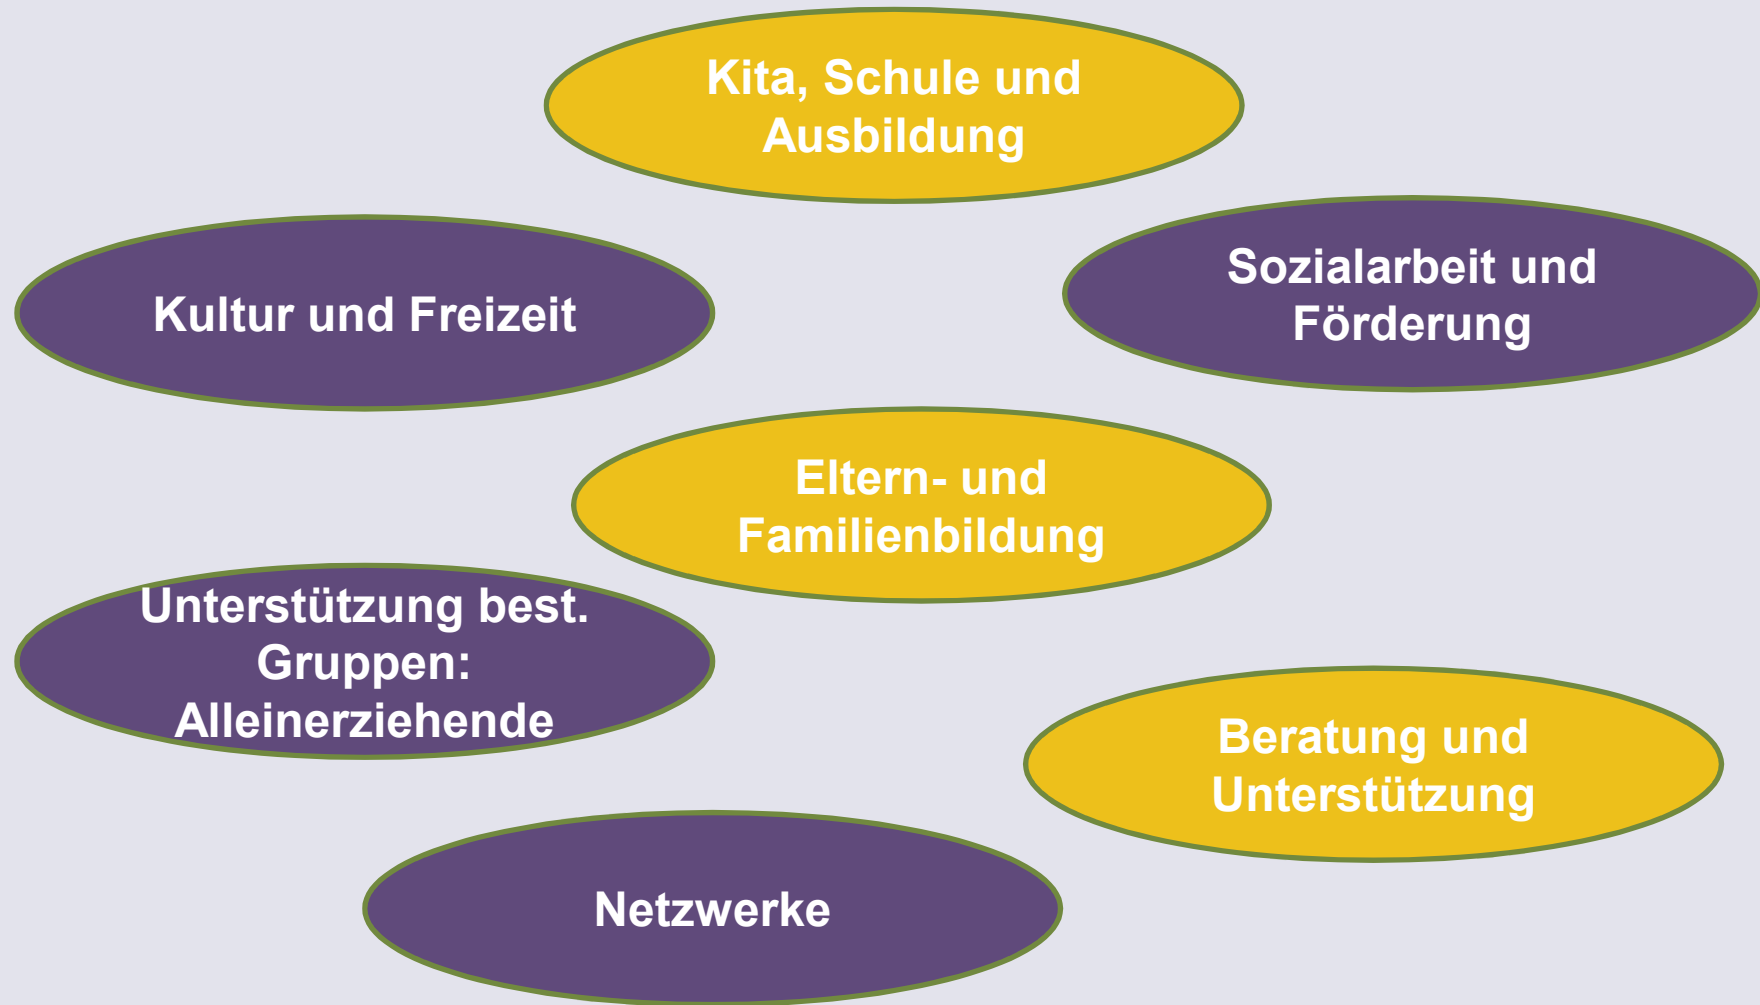 Kita, Schule und
Ausbildung
Sozialarbeit und
Förderung
Kultur und Freizeit
Eltern- und
Familienbildung
Unterstützung best.
Gruppen:
Alleinerziehende
Beratung und
Unterstützung
Netzwerke